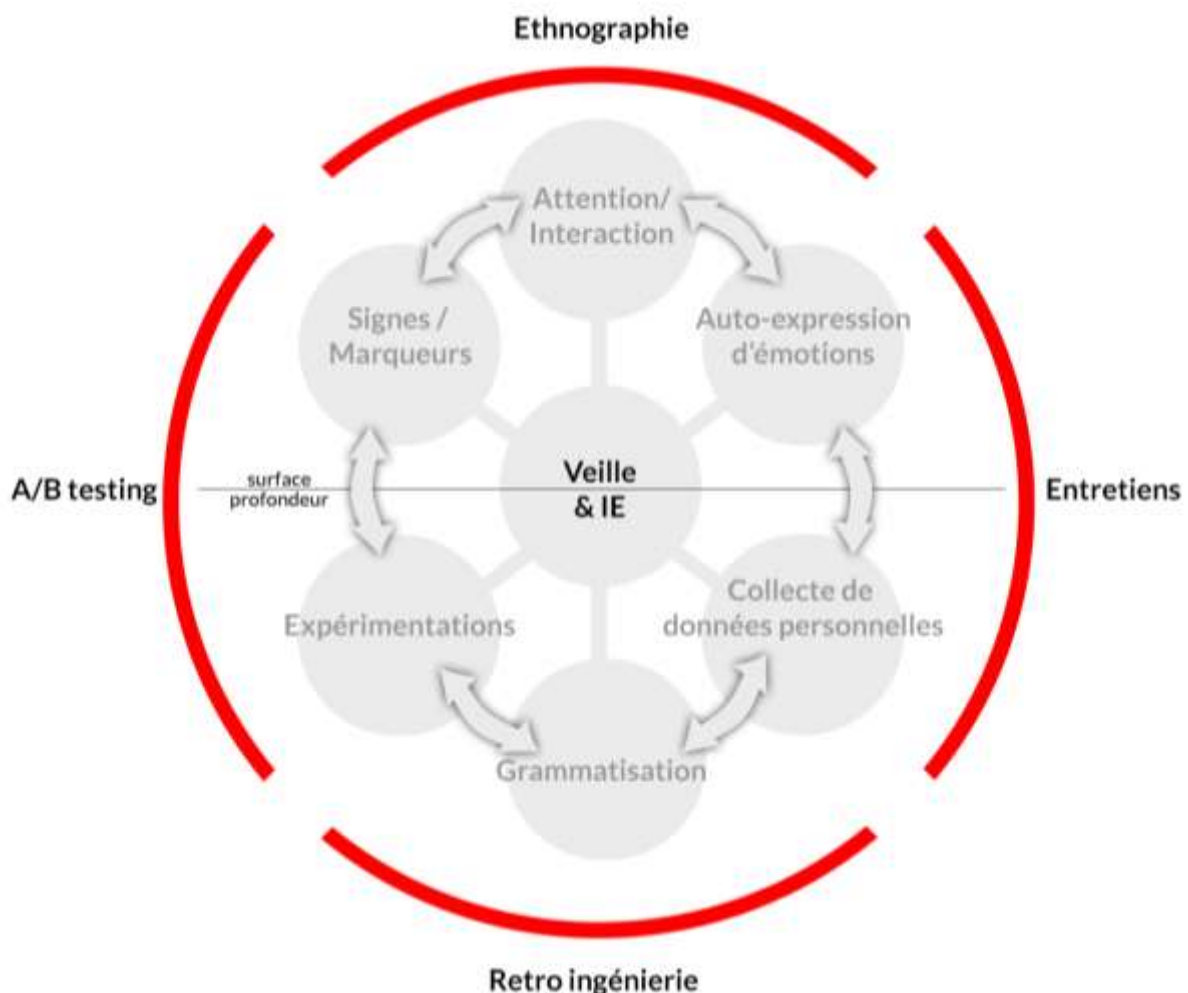 Ethnographie
Attention/
Interaction
Signes /
Marqueurs
Auto-expression
d'émotions
A/B testing
surface
profondeur
Veille
& IE
Entretiens
Expérimentations
Collecte de
données personnelles
Grammatisation
Retro ingénierie